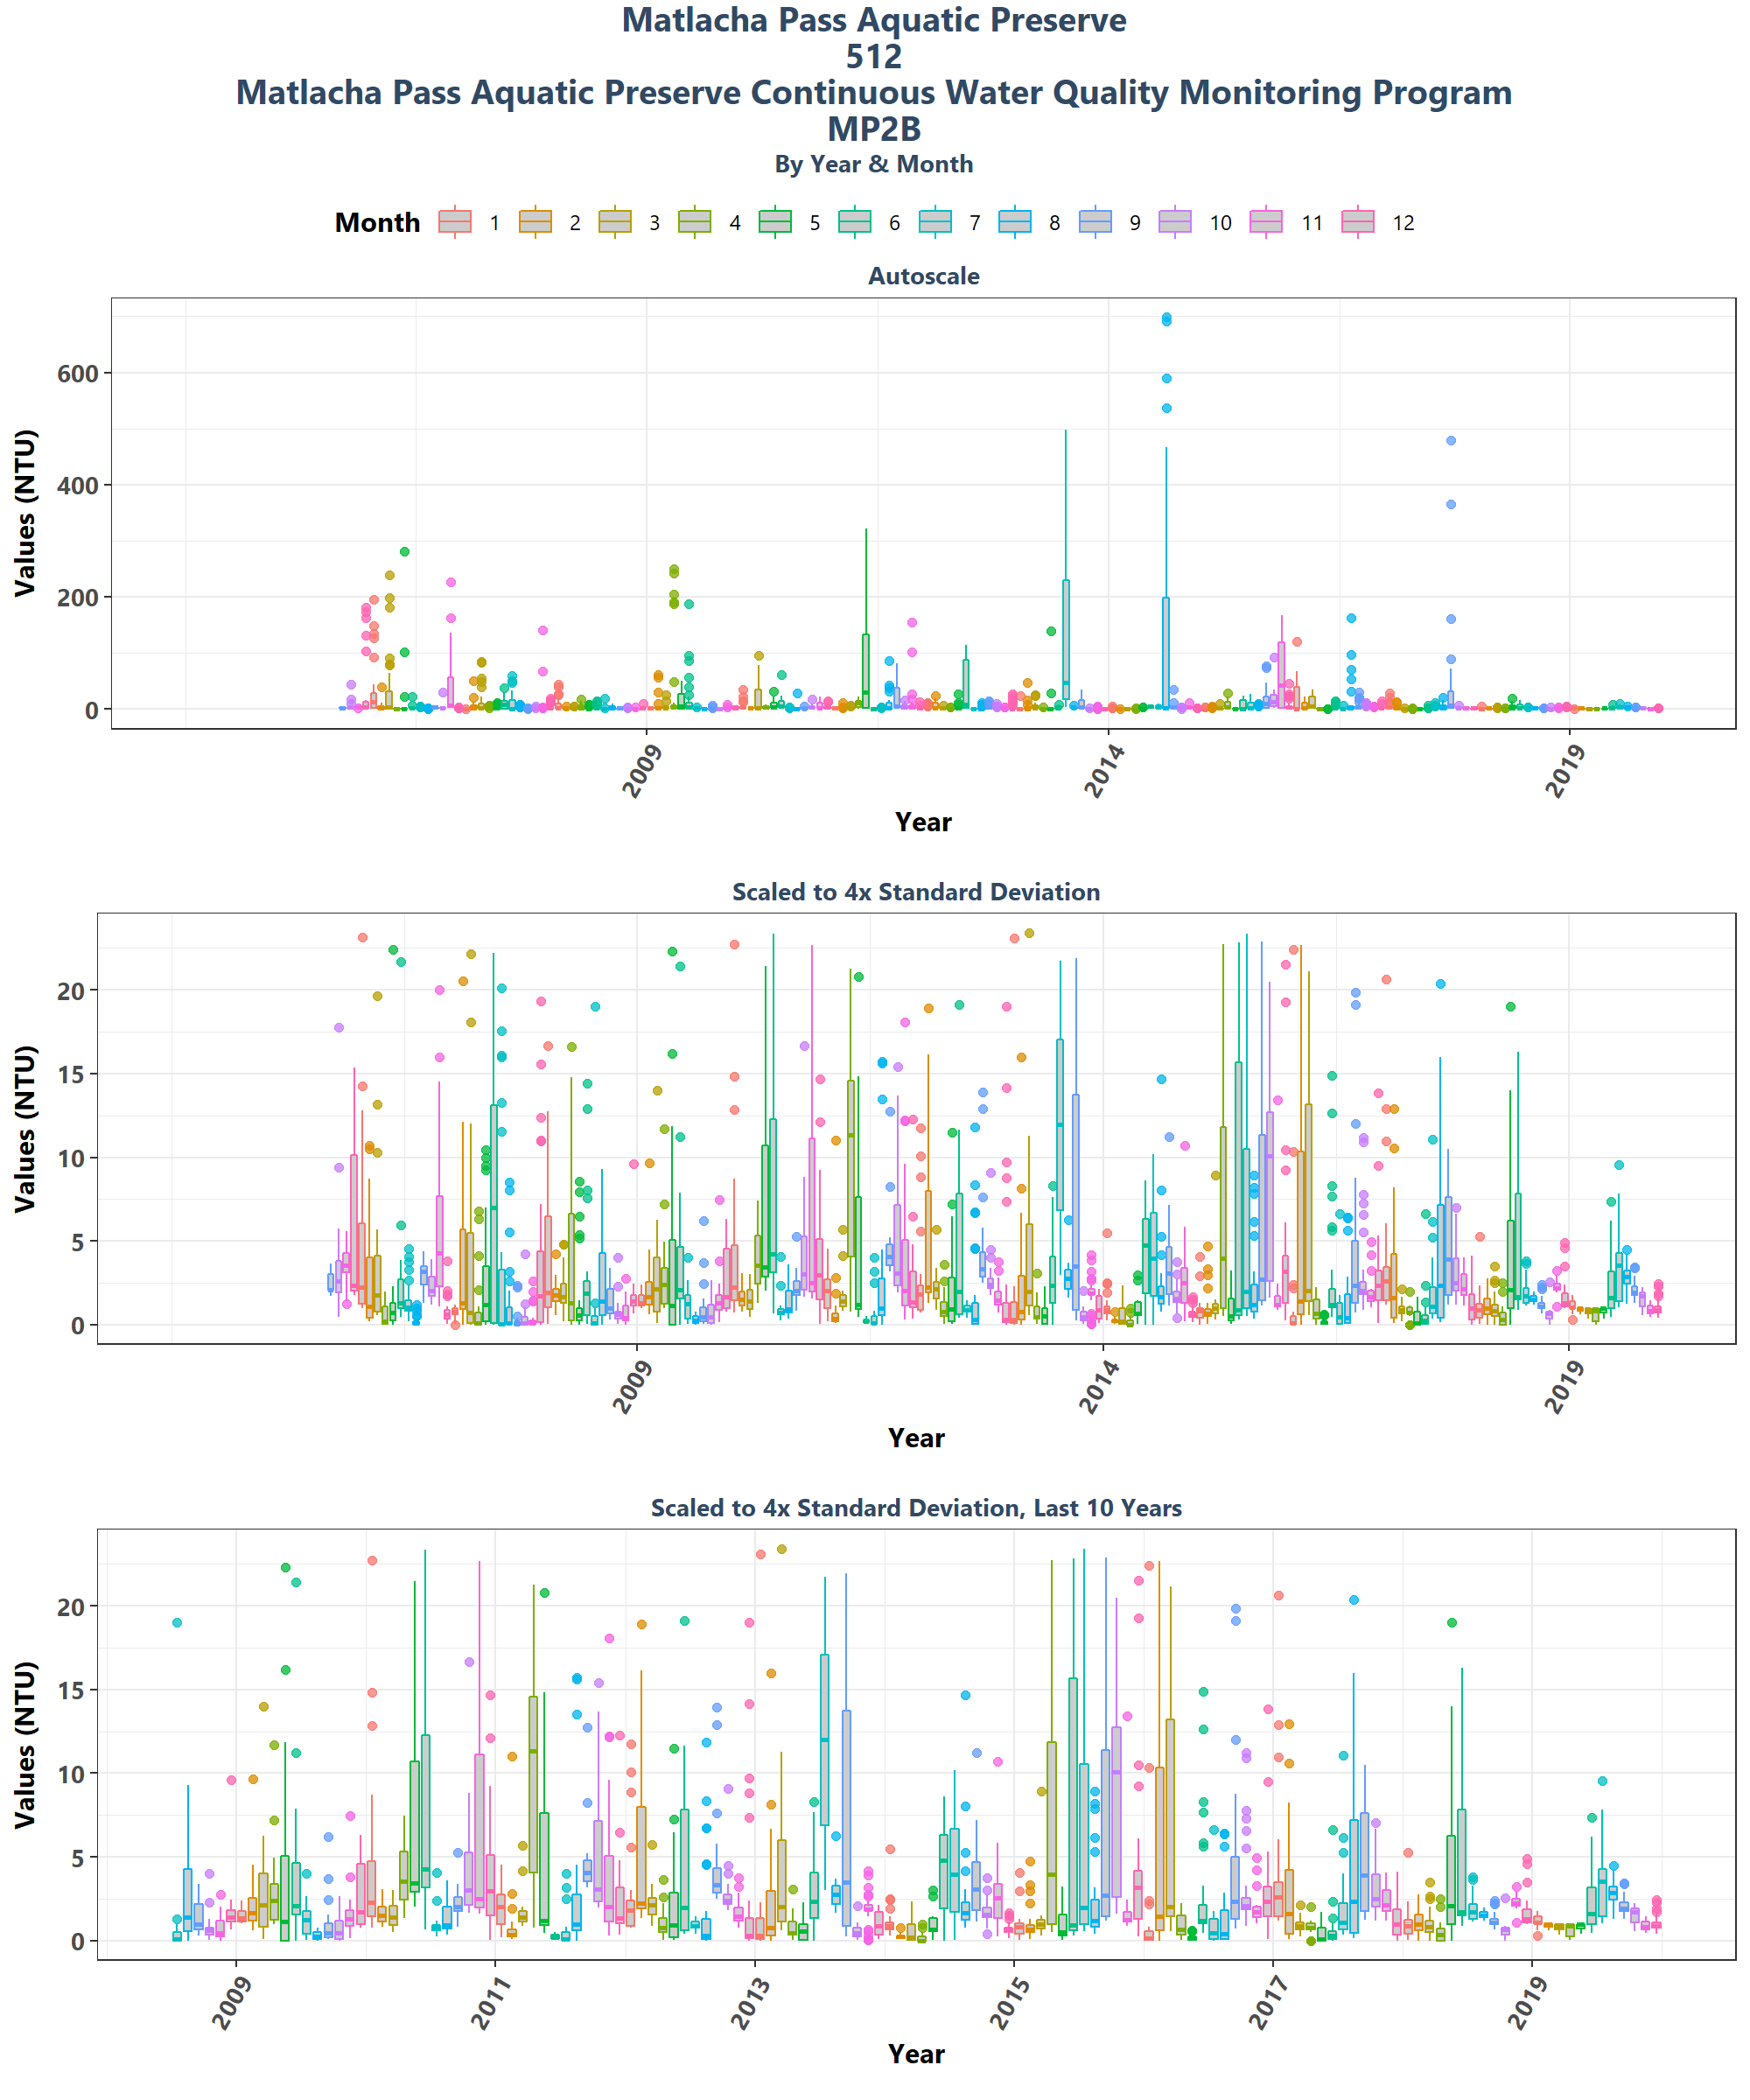 Matlacha Pass Aquatic Preserve
512
Matlacha Pass Aquatic Preserve Continuous Water Quality Monitoring Program
MP2B
By Year & Month
Month 1 2 3 4 5 6 7 8 9 10 11 12
Autoscale
Values (NTU)
600
400
200
0
2009 2014 2019
Year
Scaled to 4x Standard Deviation
Values (NTU)
20
15
10
5
0
2009 2014 2019
Year
Scaled to 4x Standard Deviation, Last 10 Years
Values (NTU)
20
15
10
5
0
2009 2011 2013 2015 2017 2019
Year